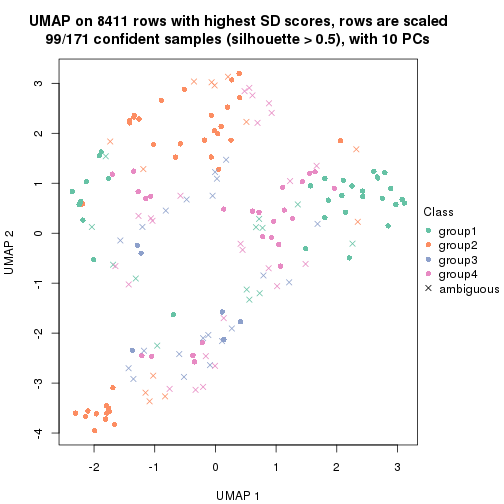 UMAP on 8411 rows with highest SD scores, rows are scaled
99/171 confident samples (silhouette > 0.5), with 10 PCs
3
2
1
0
-1
-2
-3
-4
UMAP 2
-2
-1
0
1
2
3
UMAP 1
Class
group1
group2
group3
group4
ambiguous